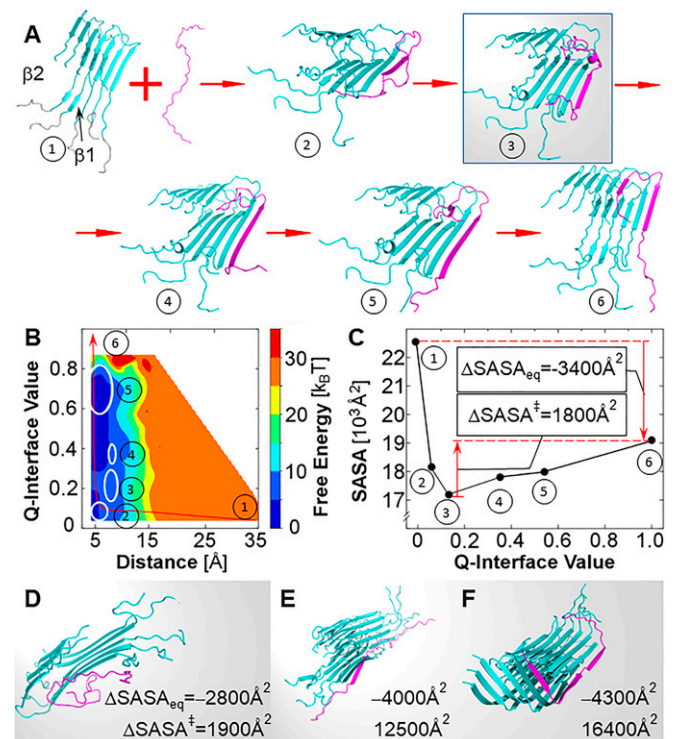 A
β2
+
1
β1
2
3
4
5
6
B
Q-Interface Value
0.8
0.6
0.4
0.2
0
5 15 25 35
Distance [Å]
6
5
4
3
2
1
30
20
10
0
Free Energy [kBT]
C
SASA [10³Å²]
22
21
20
19
18
17
0 0.2 0.4 0.6 0.8 1.0
Q-Interface Value
1
2
3
4
5
6
ΔSASAeq=-3400Å²
ΔSASA‡=1800Å²
D
ΔSASAeq=-2800Å²
ΔSASA‡=1900Å²
E
-4000Å²
12500Å²
F
-4300Å²
16400Å²